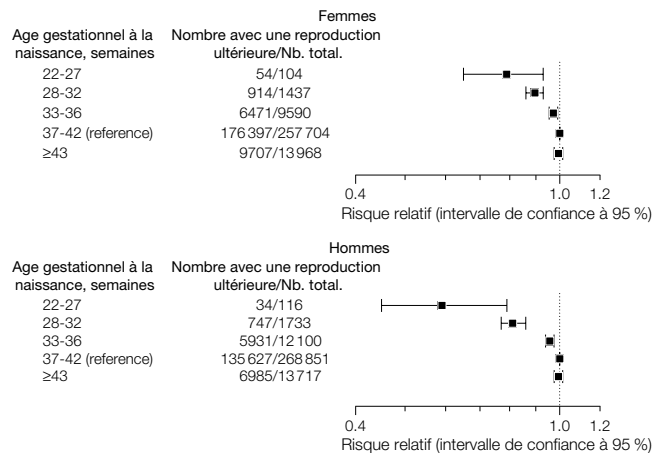 Femmes
Age gestationnel à la Nombre avec une reproduction
naissance, semaines ultérieure/Nb. total.
22-27 54/104
28-32 914/1437
33-36 6471/9590
37-42 (reference) 176 397/257 704
≥43 9707/13 968
0.4 1.0 1.2
Risque relatif (intervalle de confiance à 95 %)
Hommes
Age gestationnel à la Nombre avec une reproduction
naissance, semaines ultérieure/Nb. total.
22-27 34/116
28-32 747/1733
33-36 5931/12 100
37-42 (reference) 135 627/268 851
≥43 6985/13 717
0.4 1.0 1.2
Risque relatif (intervalle de confiance à 95 %)